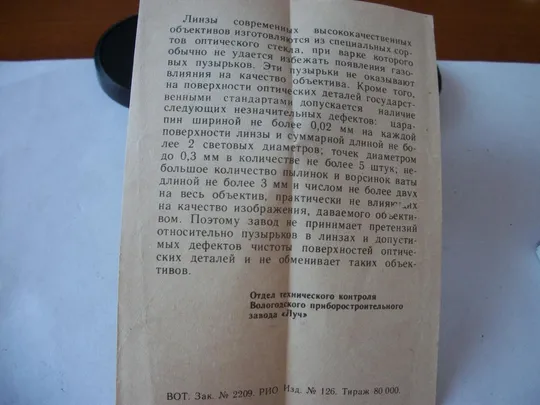 Линзы современных высококачественных
объективов изготовляются из специальных сор-
тов оптического стекла, при варке которого
обычно не удается избежать появления газо-
вых пузырьков. Эти пузырьки не оказывают
влияния на качество объектива. Кроме того,
на поверхности оптических деталей государст-
венными стандартами допускается наличие
следующих незначительных дефектов: цара-
пин шириной не более 0,02 мм на каждой
поверхности линзы и суммарной длиной не бо-
лее 2 световых диаметров; точек диаметром
до 0,3 мм в количестве не более 5 штук; не-
большое количество пылинок и ворсинок ваты
длиной не более 3 мм и числом не более двух
на весь объектив, практически не влияющих
на качество изображения, даваемого объекти-
вом. Поэтому завод не принимает претензий
относительно пузырьков в линзах и допусти-
мых дефектов чистоты поверхностей оптиче-
ских деталей и не обменивает таких объек-
тивов.
Отдел технического контроля
Вологодского приборостроительного
завода «Луч»
ВОТ. Зак. № 2209. РИО Изд. № 126. Тираж 80 000.